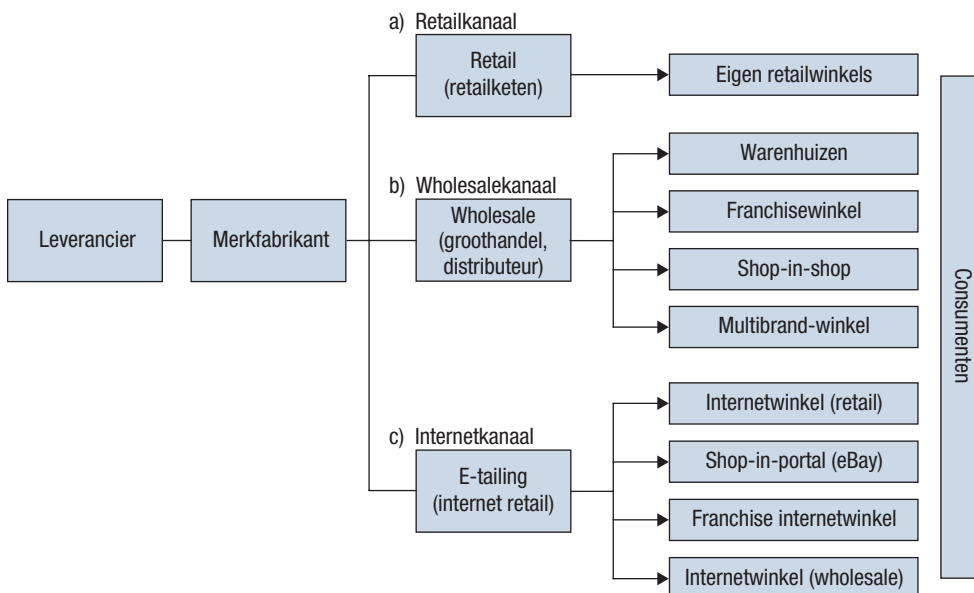 a) Retailkanaal
Retail
(retailketen)
Eigen retailwinkels
b) Wholesalekanaal
Leverancier
Merkfabrikant
Wholesale
(groothandel,
distributeur)
Warenhuizen
Franchisewinkel
Shop-in-shop
Multibrand-winkel
c) Internetkanaal
E-tailing
(internet retail)
Internetwinkel (retail)
Shop-in-portal (eBay)
Franchise internetwinkel
Internetwinkel (wholesale)
Consumenten